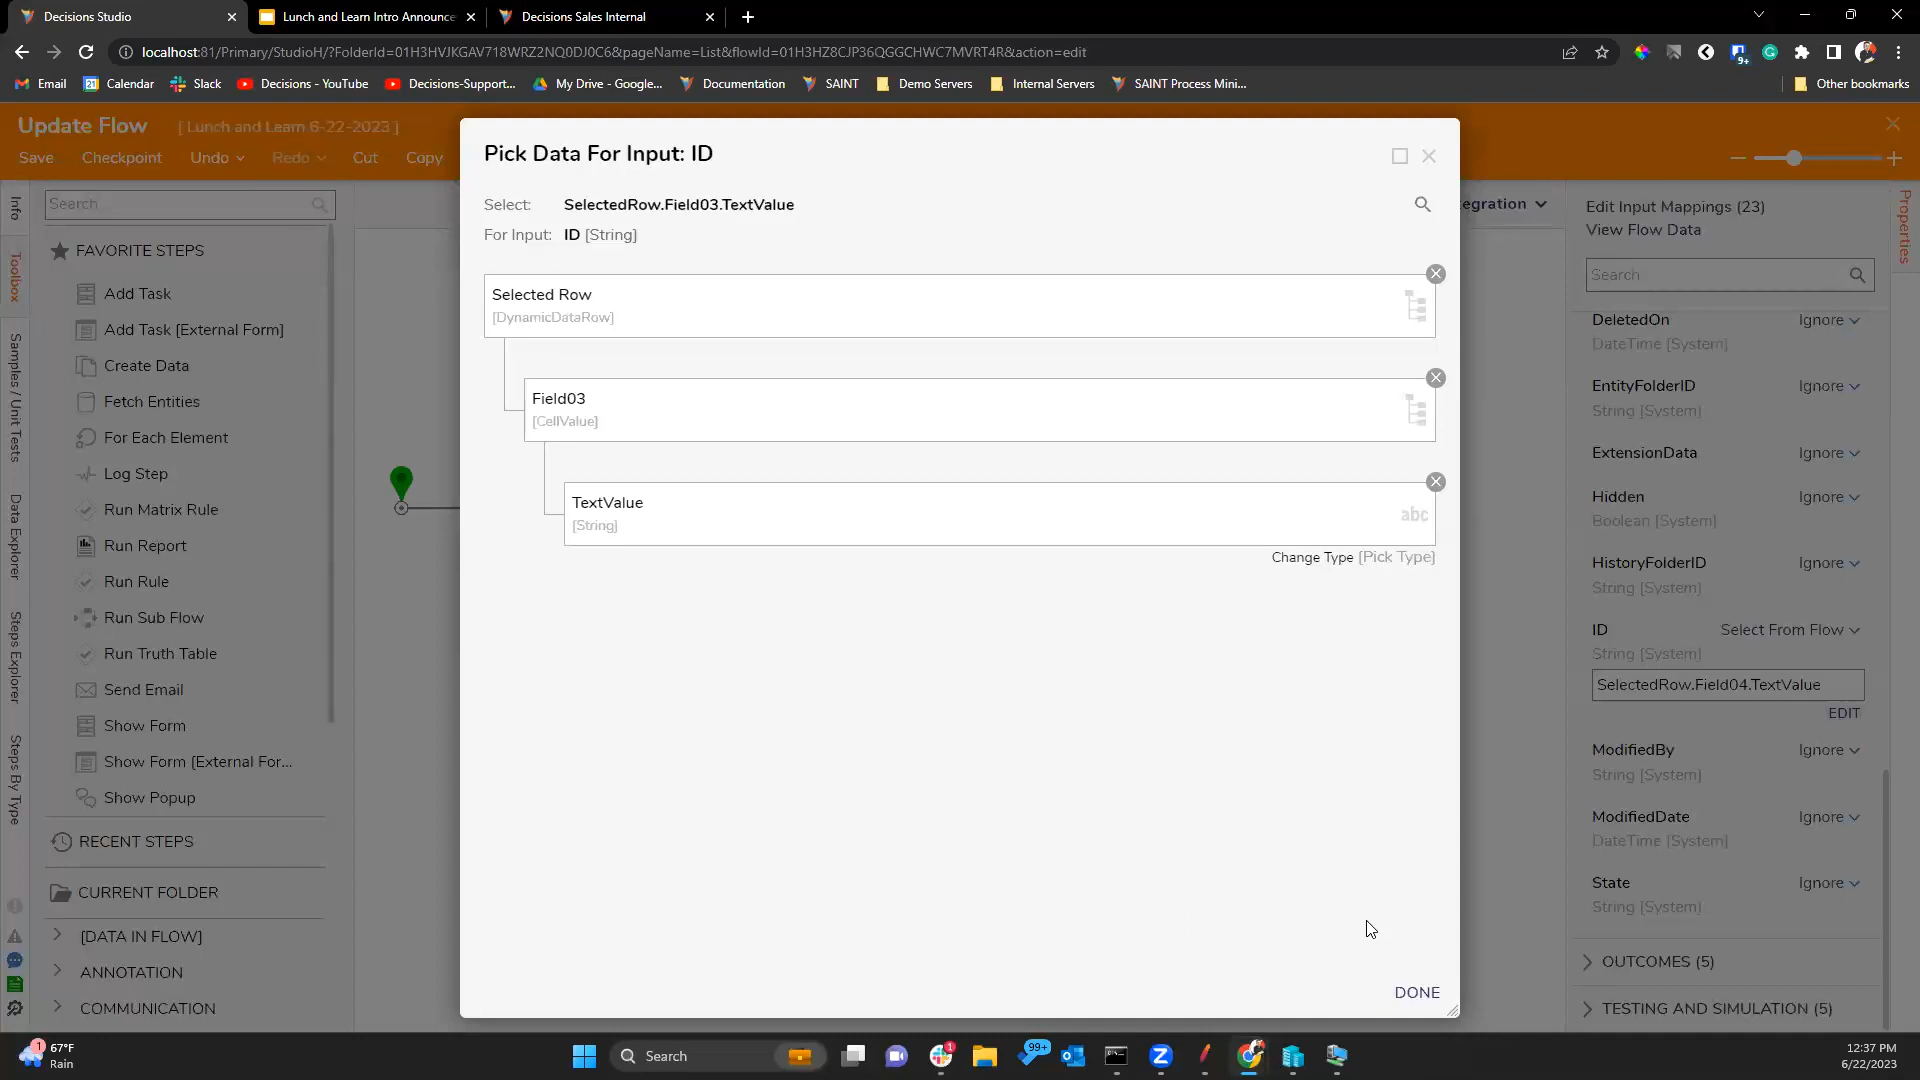 Decisions Studio
Lunch and Learn Intro Announce
Decisions Sales Internal
localhost:81/Primary/StudioH/?FolderId=01H3HVJKGAV718WRZ2NQ0DJ0C6&pageName=List&flowId=01H3HZ8CJP36QGGCHWC7MVRT4R&action=edit
9+
Email
Calendar
Slack
Decisions - YouTube
Decisions-Support...
My Drive - Google...
Documentation
SAINT
Demo Servers
Internal Servers
SAINT Process Mini...
Other bookmarks
Update Flow
[ Lunch and Learn 6-22-2023 ]
Save
Checkpoint
Undo
Redo
Cut
Copy
Info
Toolbox
Samples / Unit Tests
Data Explorer
Steps Explorer
Steps By Type
Search...
FAVORITE STEPS
Add Task
Add Task [External Form]
Create Data
Fetch Entities
For Each Element
Log Step
Run Matrix Rule
Run Report
Run Rule
Run Sub Flow
Run Truth Table
Send Email
Show Form
Show Form [External For...
Show Popup
RECENT STEPS
CURRENT FOLDER
[DATA IN FLOW]
ANNOTATION
COMMUNICATION
Pick Data For Input: ID
Select: SelectedRow.Field03.TextValue
For Input: ID [String]
Selected Row
[DynamicDataRow]
Field03
[CellValue]
TextValue
[String]
abc
Change Type [Pick Type]
DONE
egration
Properties
Edit Input Mappings (23)
View Flow Data
Search
DeletedOn Ignore
DateTime [System]
EntityFolderID Ignore
String [System]
ExtensionData Ignore
Hidden Ignore
Boolean [System]
HistoryFolderID Ignore
String [System]
ID Select From Flow
String [System]
SelectedRow.Field04.TextValue
EDIT
ModifiedBy Ignore
String [System]
ModifiedDate Ignore
DateTime [System]
State Ignore
String [System]
OUTCOMES (5)
TESTING AND SIMULATION (5)
1
67°F
Rain
Search
1
99+
12:37 PM
6/22/2023